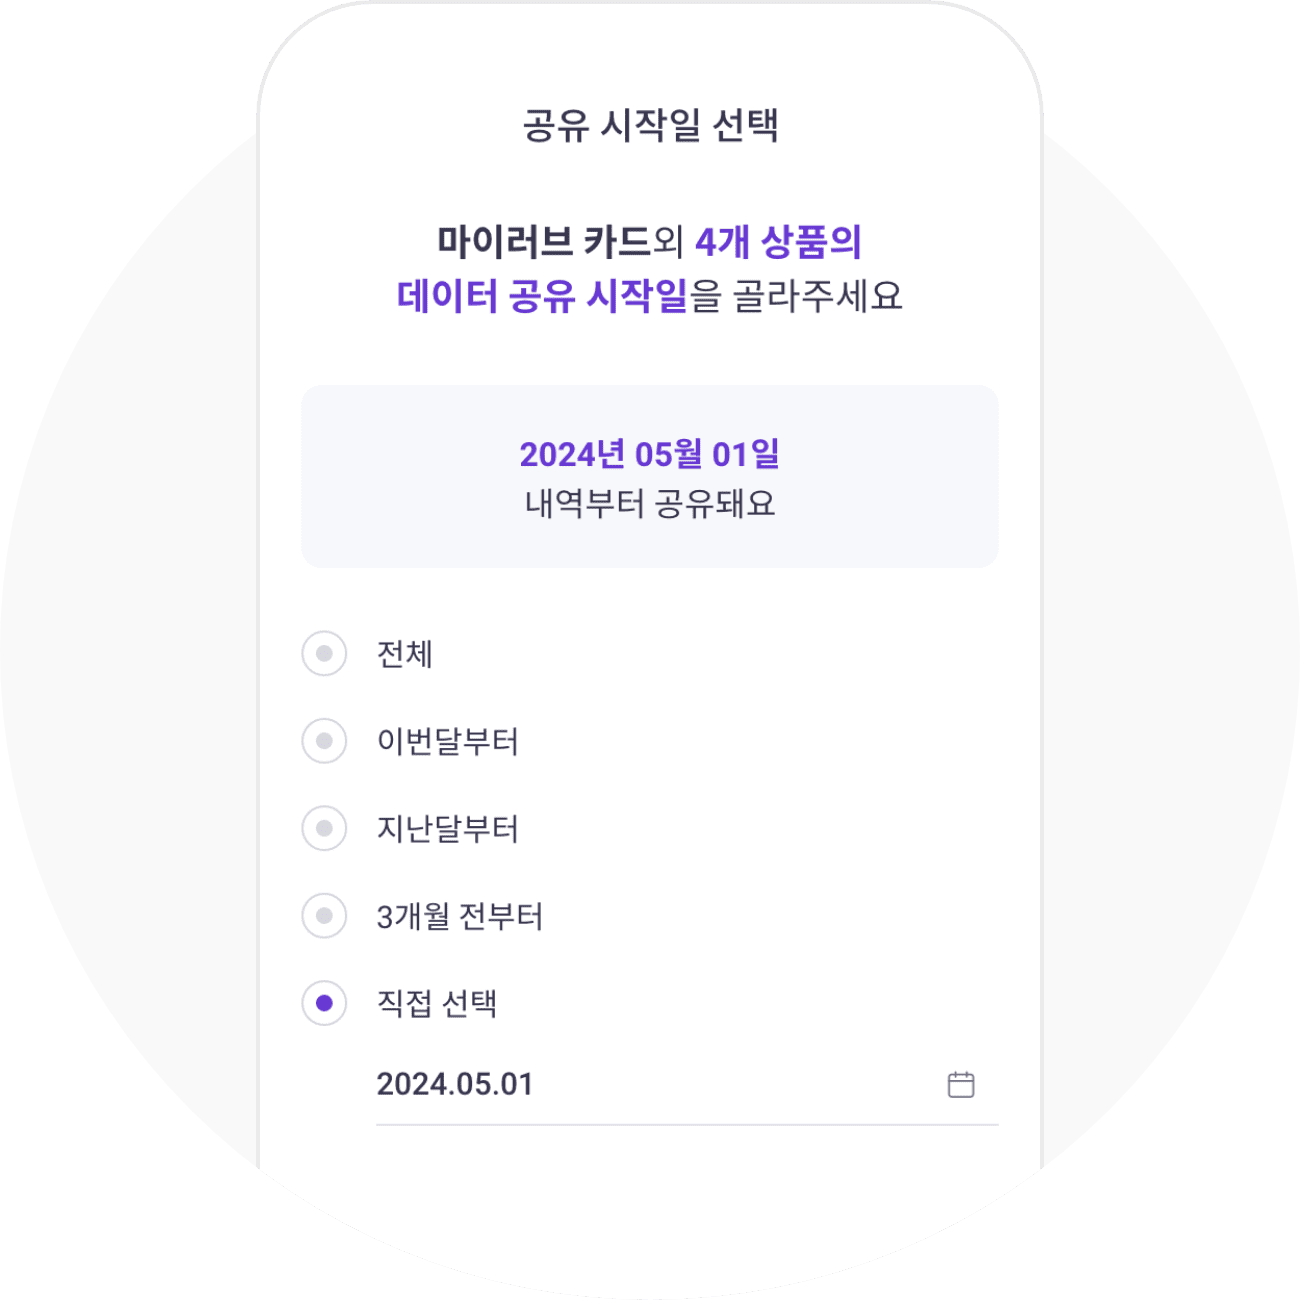 공유 시작일 선택
마이러브 카드외 4개 상품의
데이터 공유 시작일을 골라주세요
2024년 05월 01일
내역부터 공유돼요
전체
이번달부터
지난달부터
3개월 전부터
직접 선택
2024.05.01